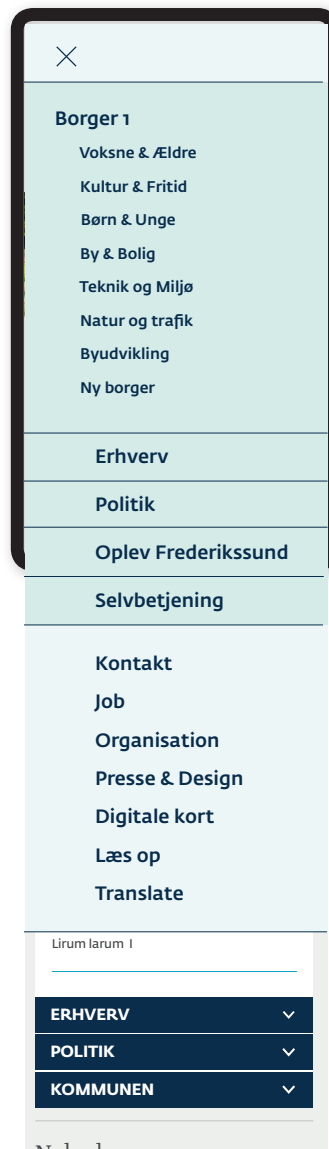 Borger 1
Voksne & Ældre
Kultur & Fritid
Børn & Unge
By & Bolig
Teknik og Miljø
Natur og trafik
Byudvikling
Ny borger
Erhverv
Politik
Oplev Frederikssund
Selvbetjening
Kontakt
Job
Organisation
Presse & Design
Digitale kort
Læs op
Translate
Lirum larum I
ERHVERV
POLITIK
KOMMUNEN